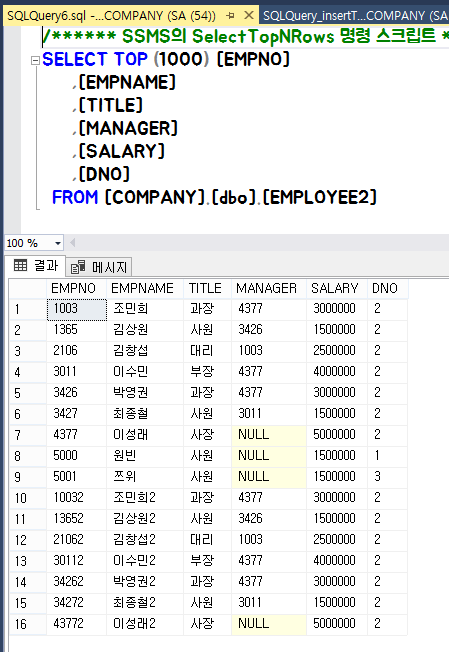 SQLQuery6.sql -...COMPANY (SA (54))* SQLQuery_insertT...COMPANY (SA
/****** SSMS의 SelectTopNRows 명령 스크립트 *
SELECT TOP (1000) [EMPNO]
,[EMPNAME]
,[TITLE]
,[MANAGER]
,[SALARY]
,[DNO]
FROM [COMPANY].[dbo].[EMPLOYEE2]
100 %
결과 메시지
EMPNO EMPNAME TITLE MANAGER SALARY DNO
1 1003 조민희 과장 4377 3000000 2
2 1365 김상원 사원 3426 1500000 2
3 2106 김창섭 대리 1003 2500000 2
4 3011 이수민 부장 4377 4000000 2
5 3426 박영권 과장 4377 3000000 2
6 3427 최종철 사원 3011 1500000 2
7 4377 이성래 사장 NULL 5000000 2
8 5000 원빈 사원 NULL 1500000 1
9 5001 쯔위 사원 NULL 1500000 3
10 10032 조민희2 과장 4377 3000000 2
11 13652 김상원2 사원 3426 1500000 2
12 21062 김창섭2 대리 1003 2500000 2
13 30112 이수민2 부장 4377 4000000 2
14 34262 박영권2 과장 4377 3000000 2
15 34272 최종철2 사원 3011 1500000 2
16 43772 이성래2 사장 NULL 5000000 2